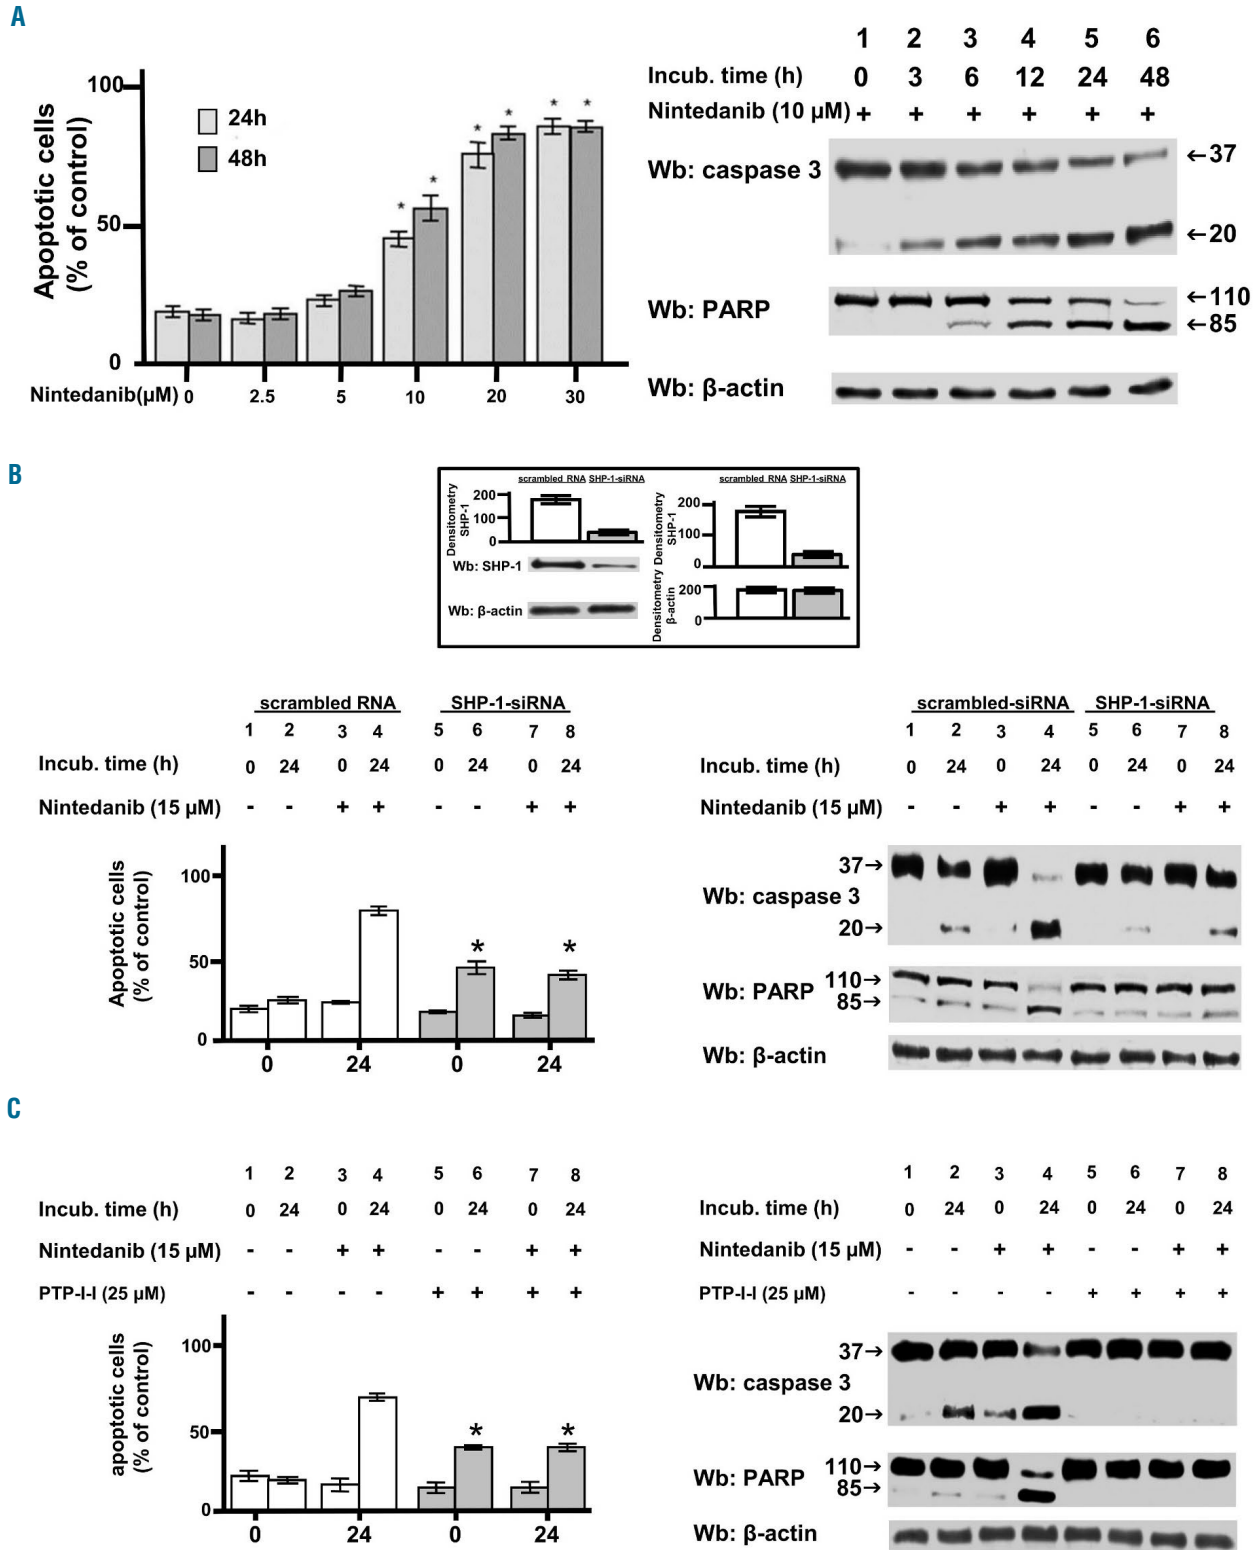 A
100
50
0
Apoptotic cells
(% of control)
24h
48h
* * * * * *
Nintedanib(µM) 0 2.5 5 10 20 30
1 2 3 4 5 6
Incub. time (h) 0 3 6 12 24 48
Nintedanib (10 µM) + + + + + +
Wb: caspase 3
←37
←20
Wb: PARP
←110
←85
Wb: β-actin
B
scrambled RNA SHP-1-siRNA
Densitometry
SHP-1
200
100
0
Wb: SHP-1
Wb: β-actin
scrambled RNA SHP-1-siRNA
Densitometry
SHP-1
200
100
0
Densitometry
β-actin
200
0
scrambled RNA SHP-1-siRNA
1 2 3 4 5 6 7 8
Incub. time (h) 0 24 0 24 0 24 0 24
Nintedanib (15 µM) - - + + - - + +
Apoptotic cells
(% of control)
100
50
0
* *
0 24 0 24
scrambled-siRNA SHP-1-siRNA
1 2 3 4 5 6 7 8
Incub. time (h) 0 24 0 24 0 24 0 24
Nintedanib (15 µM) - - + + - - + +
37→
Wb: caspase 3
20→
Wb: PARP
110→
85→
Wb: β-actin
C
1 2 3 4 5 6 7 8
Incub. time (h) 0 24 0 24 0 24 0 24
Nintedanib (15 µM) - - + + - - + +
PTP-I-I (25 µM) - - - - + + + +
apoptotic cells
(% of control)
100
50
0
* *
0 24 0 24
1 2 3 4 5 6 7 8
Incub. time (h) 0 24 0 24 0 24 0 24
Nintedanib (15 µM) - - + + - - + +
PTP-I-I (25 µM) - - - - + + + +
37→
Wb: caspase 3
20→
Wb: PARP
110→
85→
Wb: β-actin